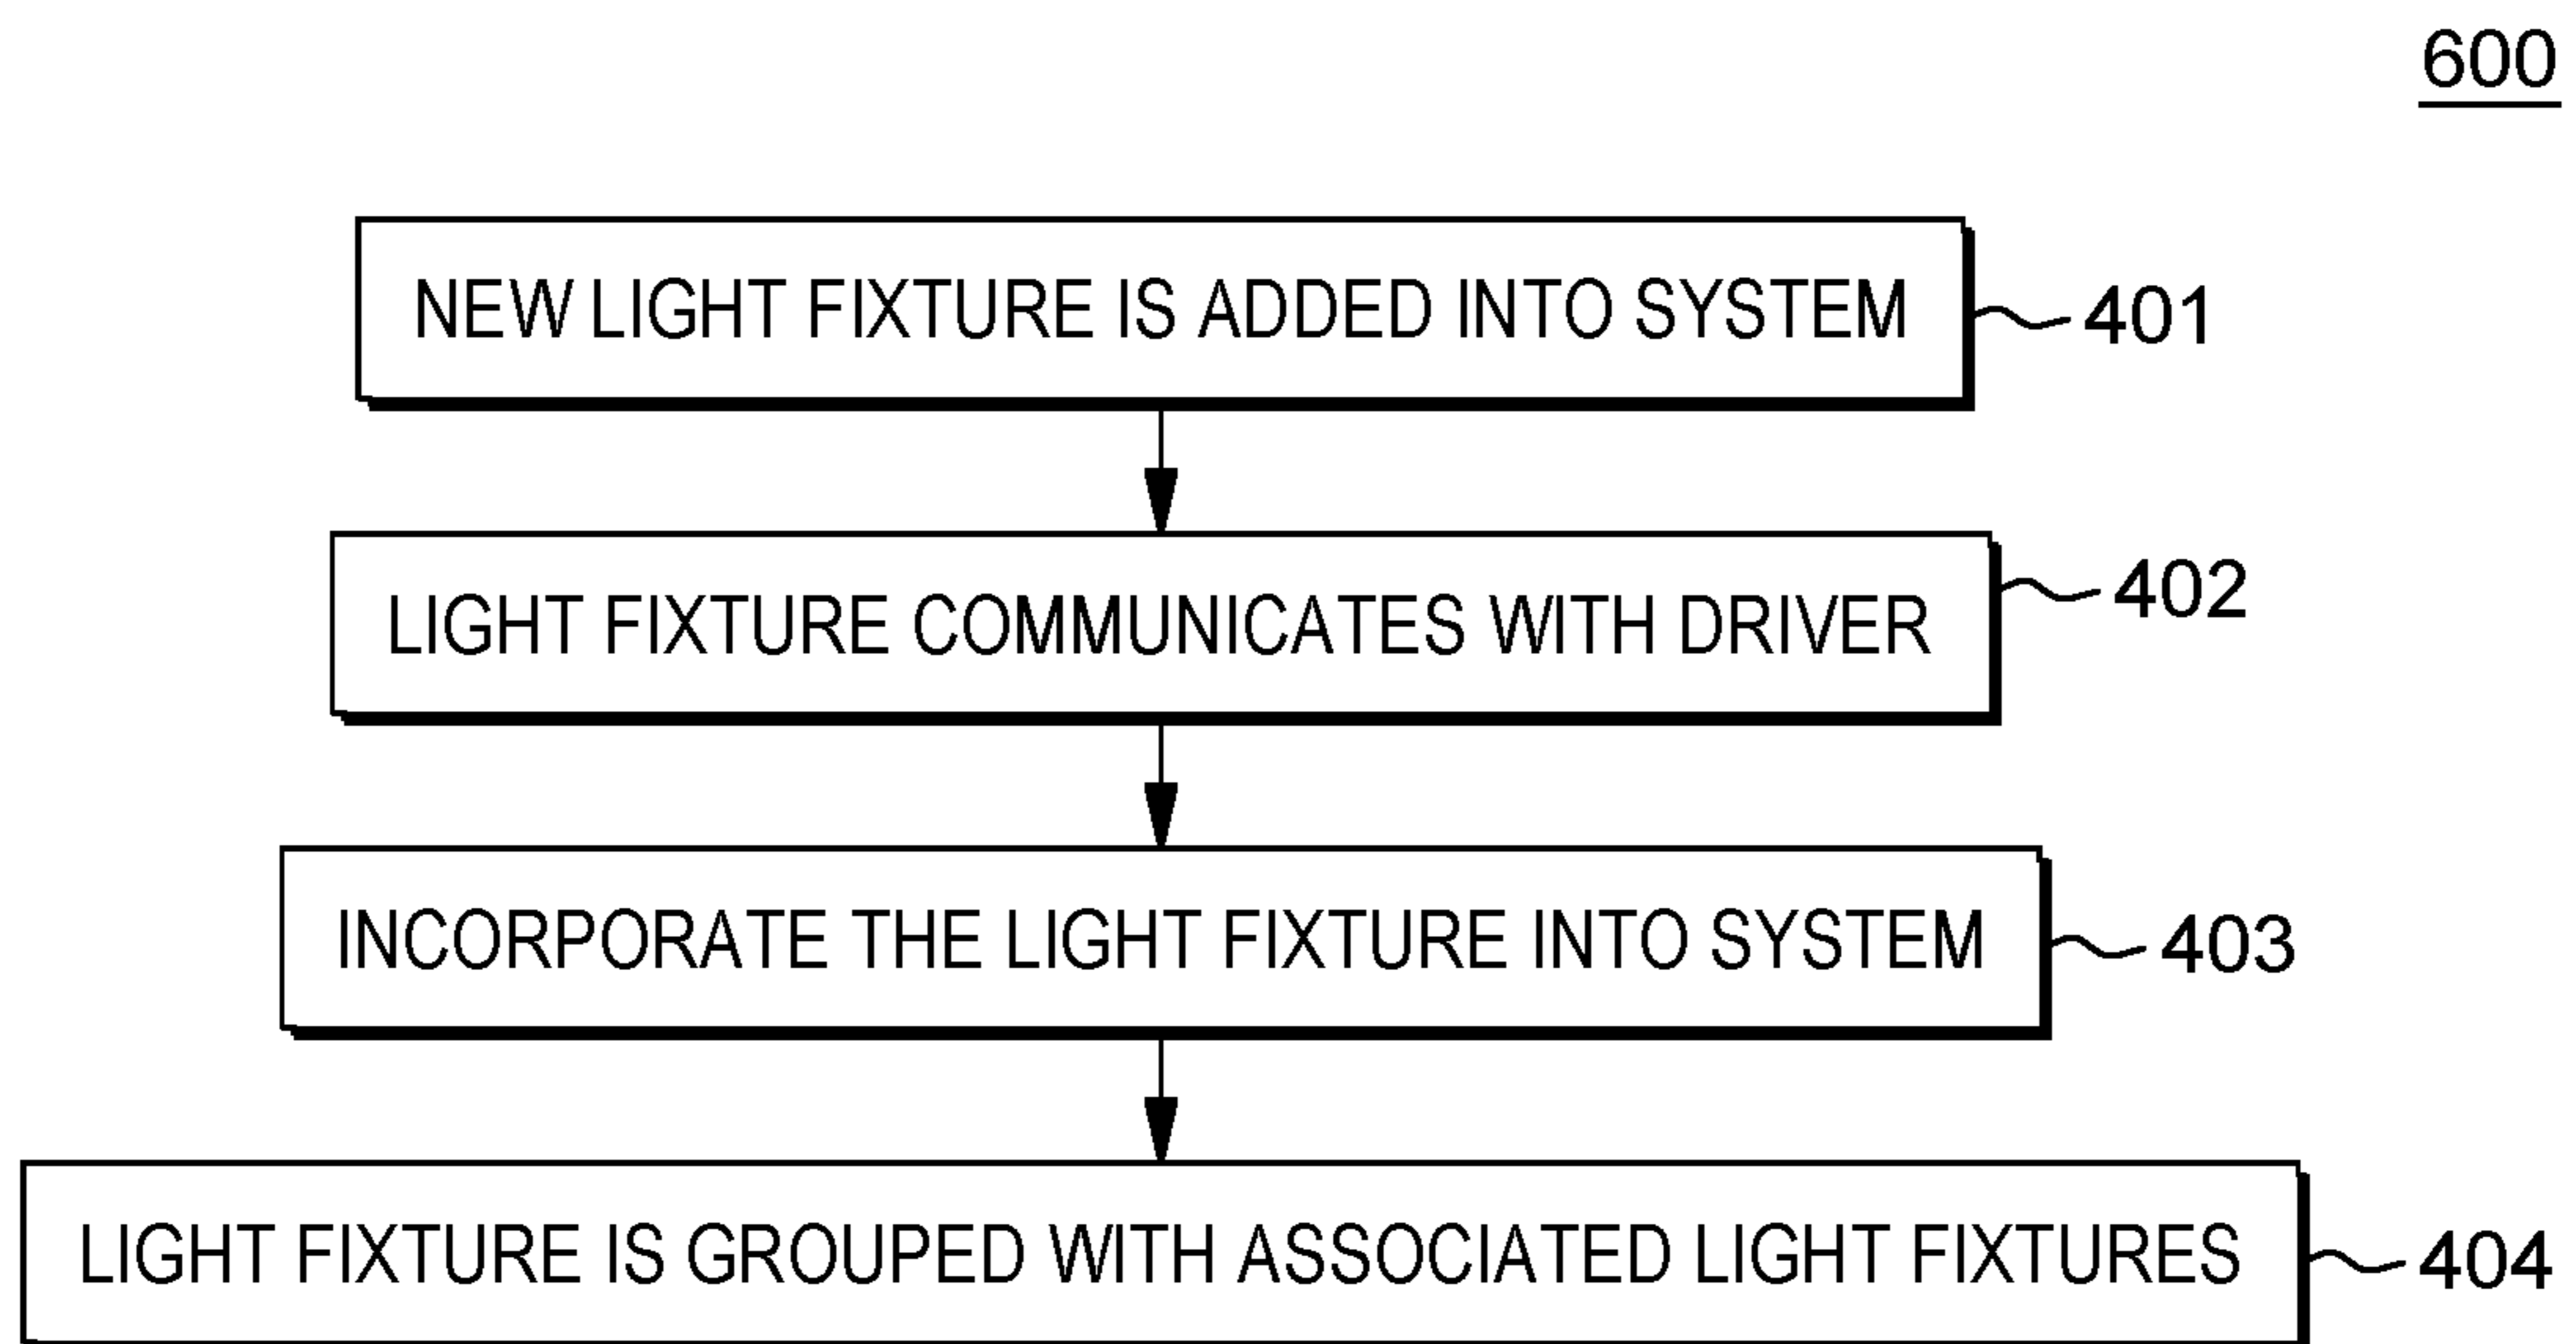 600
NEW LIGHT FIXTURE IS ADDED INTO SYSTEM
401
LIGHT FIXTURE COMMUNICATES WITH DRIVER
402
INCORPORATE THE LIGHT FIXTURE INTO SYSTEM
403
LIGHT FIXTURE IS GROUPED WITH ASSOCIATED LIGHT FIXTURES
404